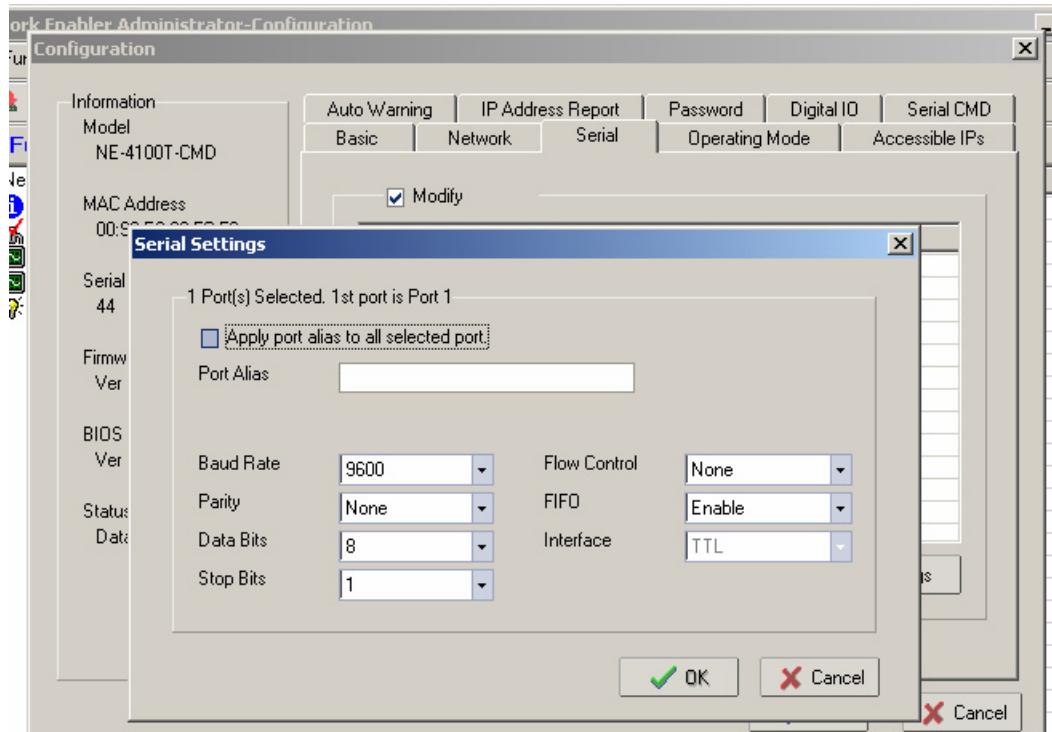 ork Enabler Administrator-Configuration
Configuration
Information
Model
NE-4100T-CMD
MAC Address
Serial
44
Firmw
Ver
BIOS
Ver
Status
Data
Auto Warning
IP Address Report
Password
Digital IO
Serial CMD
Basic
Network
Serial
Operating Mode
Accessible IPs
Modify
Serial Settings
1 Port(s) Selected. 1st port is Port 1
Apply port alias to all selected port.
Port Alias
Baud Rate
9600
Flow Control
None
Parity
None
FIFO
Enable
Data Bits
8
Interface
TTL
Stop Bits
1
OK
Cancel
Cancel